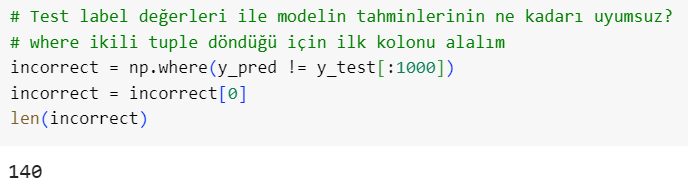 # Test label değerleri ile modelin tahminlerinin ne kadarı uyumsuz?
# where ikili tuple döndüğü için ilk kolonu alalım
incorrect = np.where(y_pred != y_test[:1000])
incorrect = incorrect[0]
len(incorrect)
140